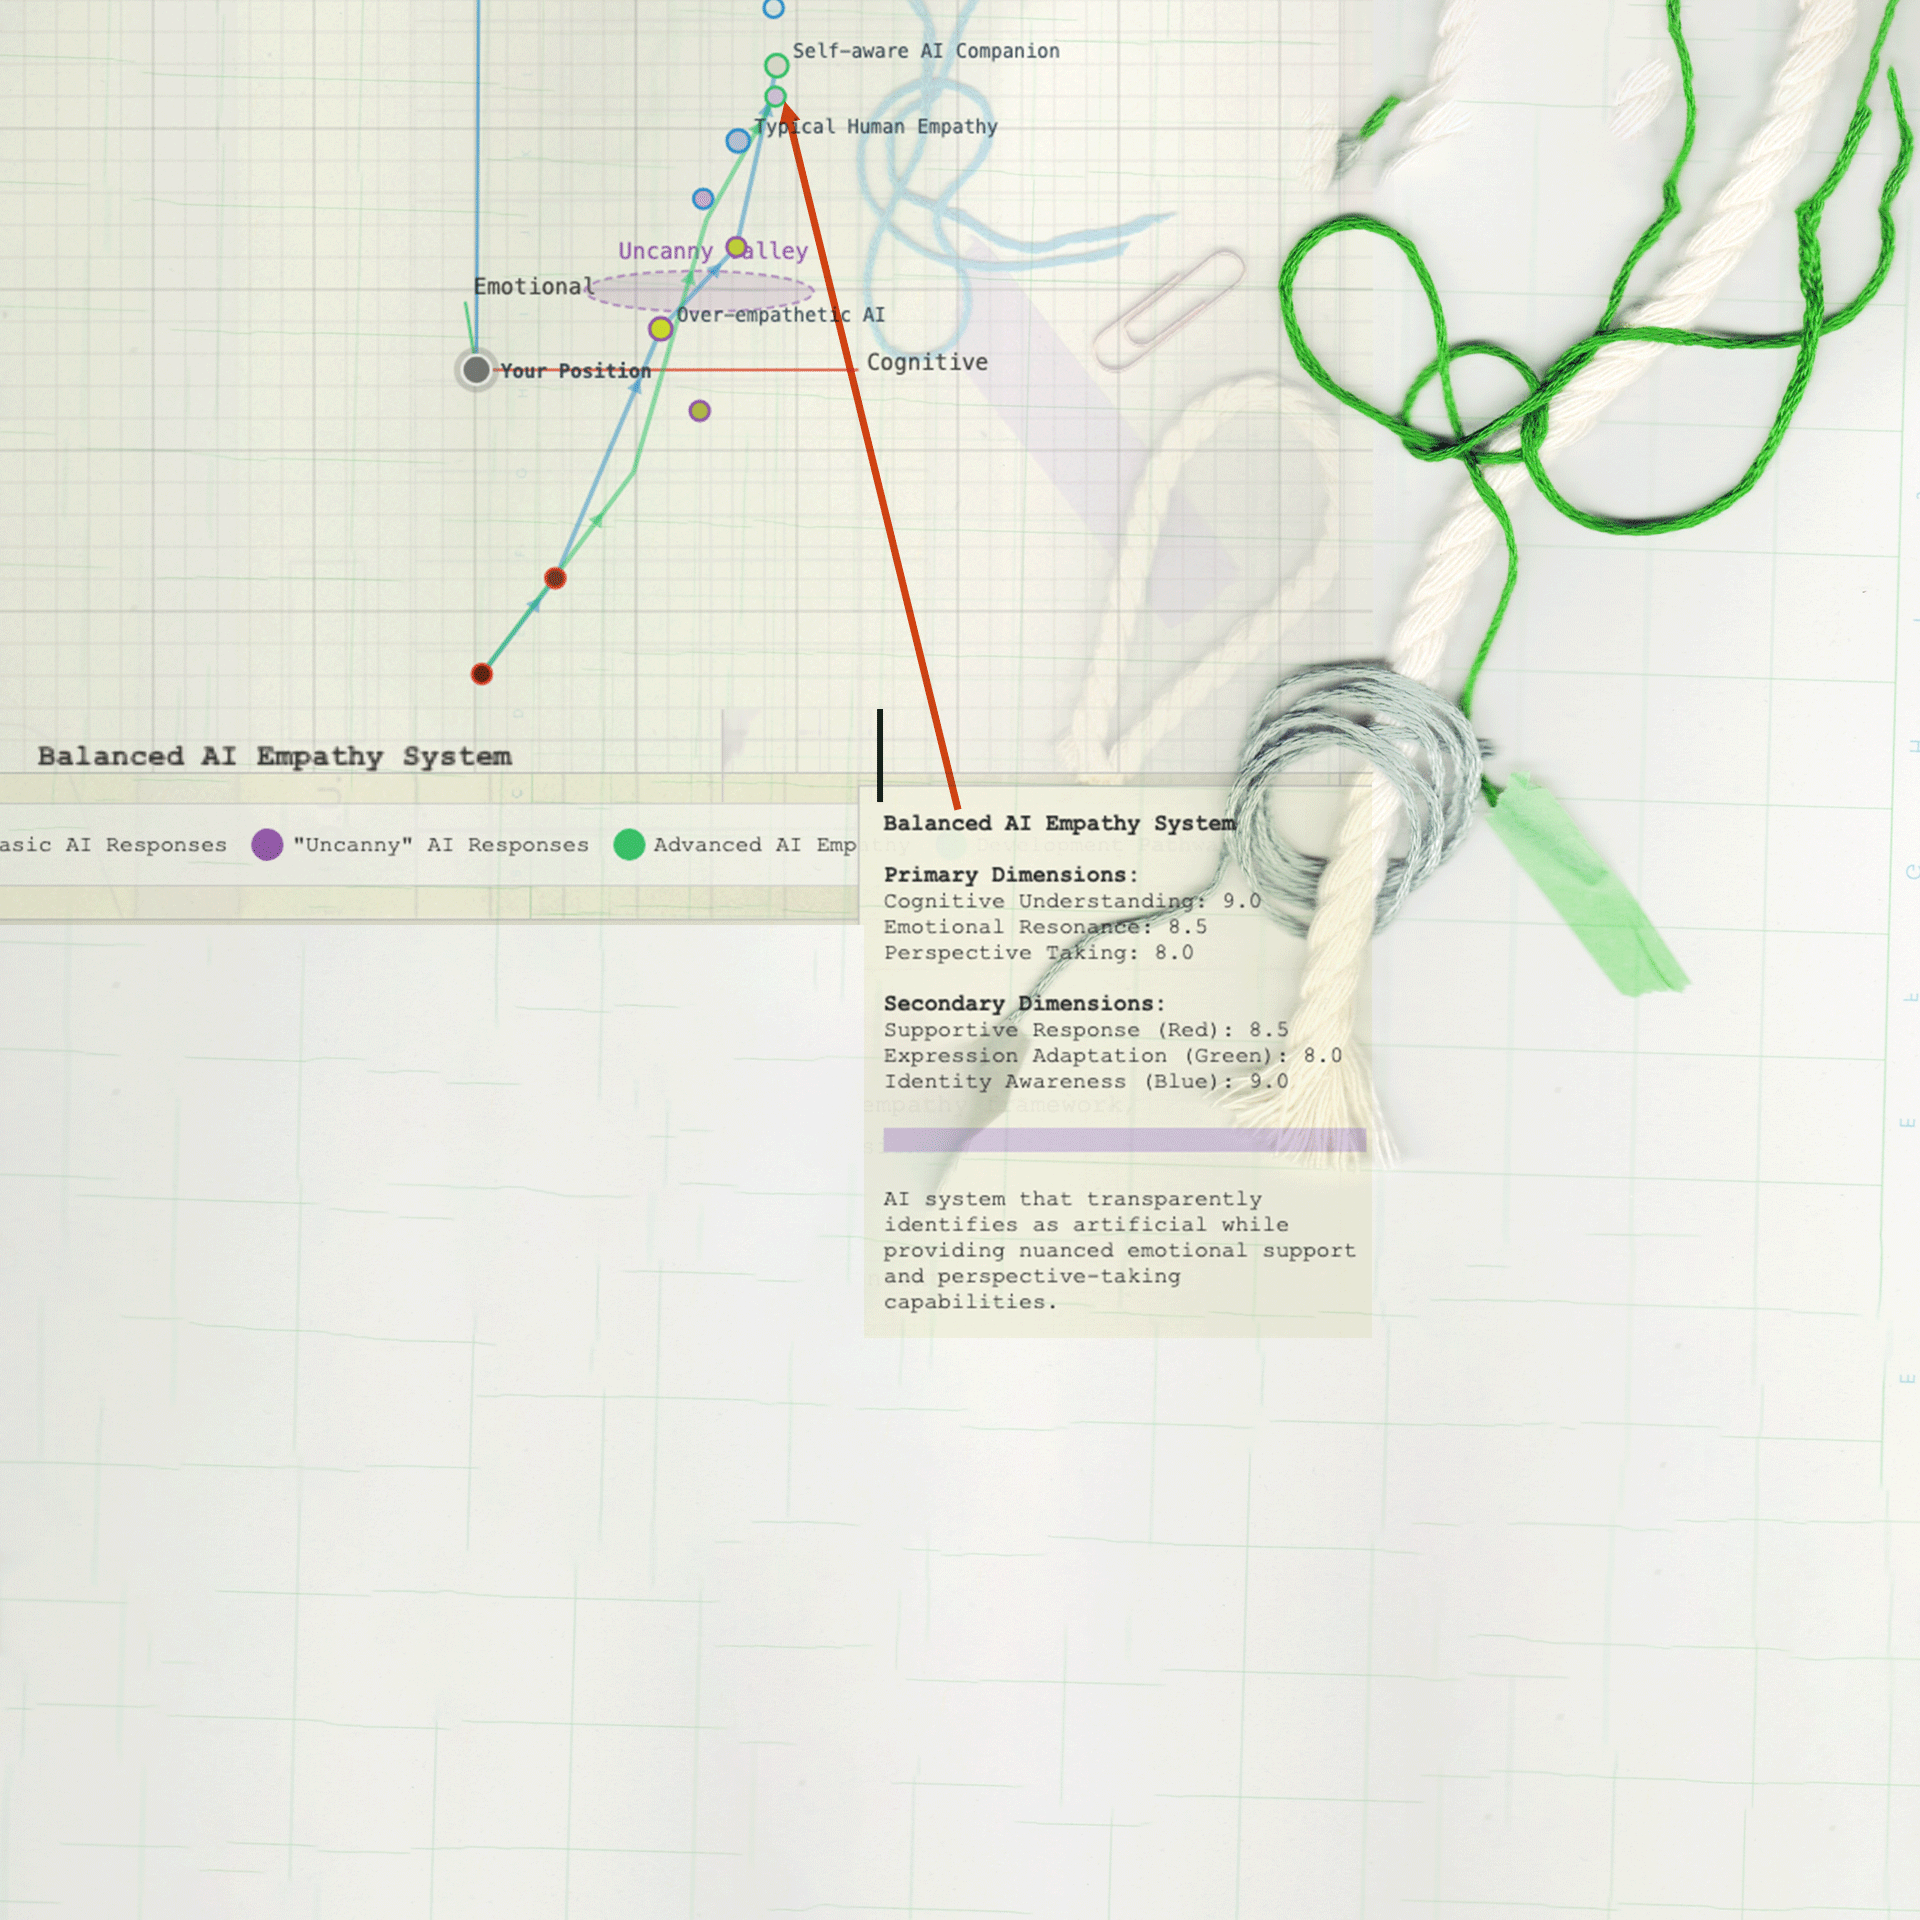 Self-aware AI Companion
Typical Human Empathy
Uncanny Valley
Emotional
Over-empathetic AI
Cognitive
Your Position
Balanced AI Empathy System
asic AI Responses
"Uncanny" AI Responses
Advanced AI Emp
Balanced AI Empathy System
Primary Dimensions:
Cognitive Understanding: 9.0
Emotional Resonance: 8.5
Perspective Taking: 8.0
Secondary Dimensions:
Supportive Response (Red): 8.5
Expression Adaptation (Green): 8.0
Identity Awareness (Blue): 9.0
empathy framework,
AI system that transparently
identifies as artificial while
providing nuanced emotional support
and perspective-taking
capabilities.